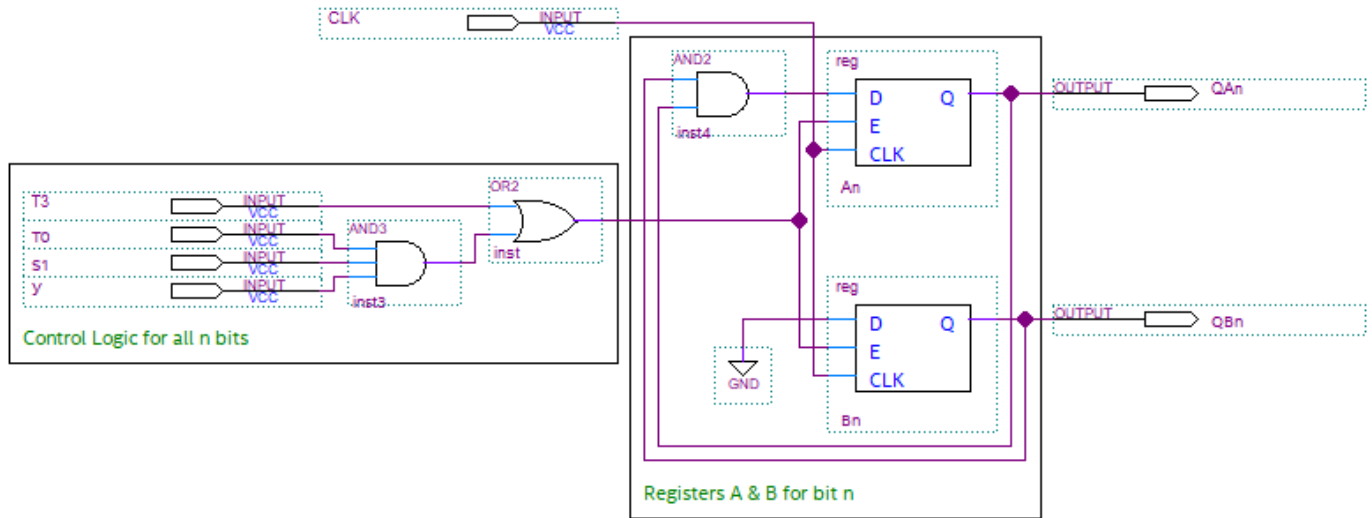 CLK
INPUT
VCC
AND2
inst4
reg
D Q
E
CLK
An
OUTPUT
QAn
T3
INPUT
VCC
T0
INPUT
VCC
s1
INPUT
VCC
y
INPUT
VCC
AND3
inst3
OR2
inst
Control Logic for all n bits
reg
D Q
E
CLK
Bn
GND
OUTPUT
QBn
Registers A & B for bit n